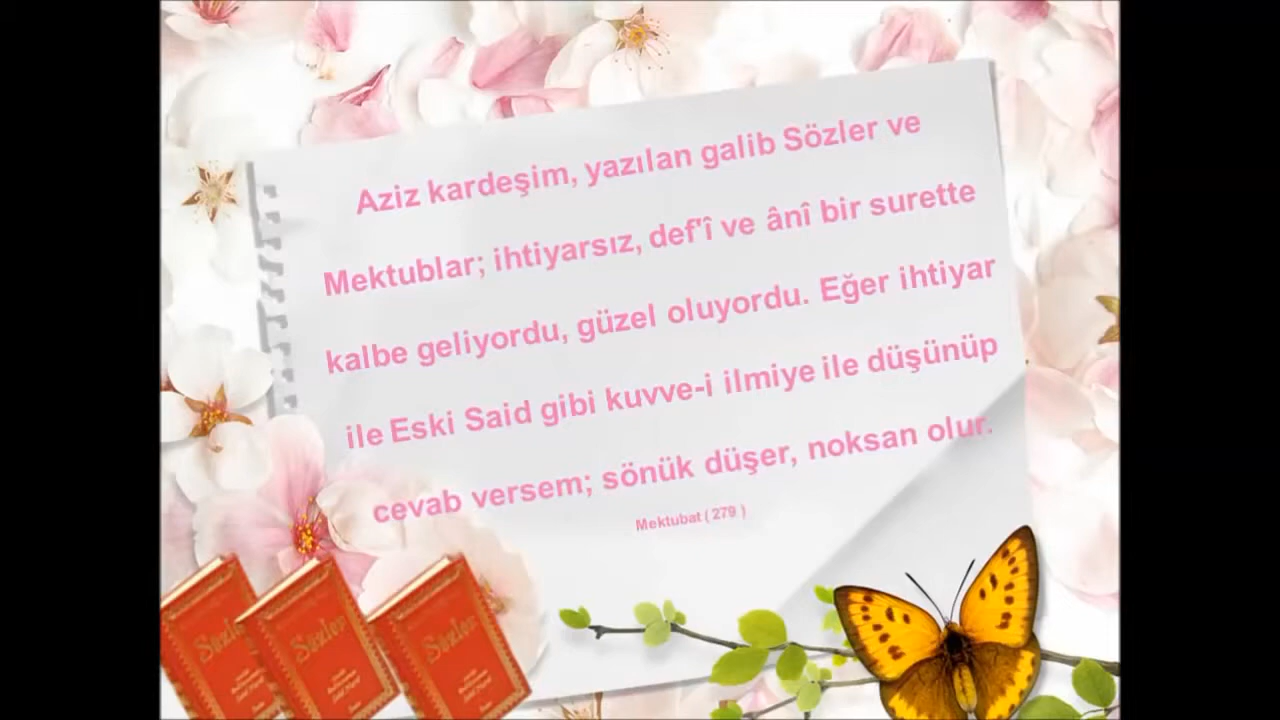 Aziz kardeşim, yazılan galib Sözler ve
Mektublar; ihtiyarsız, def'î ve ânî bir surette
kalbe geliyordu, güzel oluyordu. Eğer ihtiyar
ile Eski Said gibi kuvve-i ilmiye ile düşünüp
cevab versem; sönük düşer, noksan olur.
Mektubat ( 279 )
Sözler
Sözler
Sözler